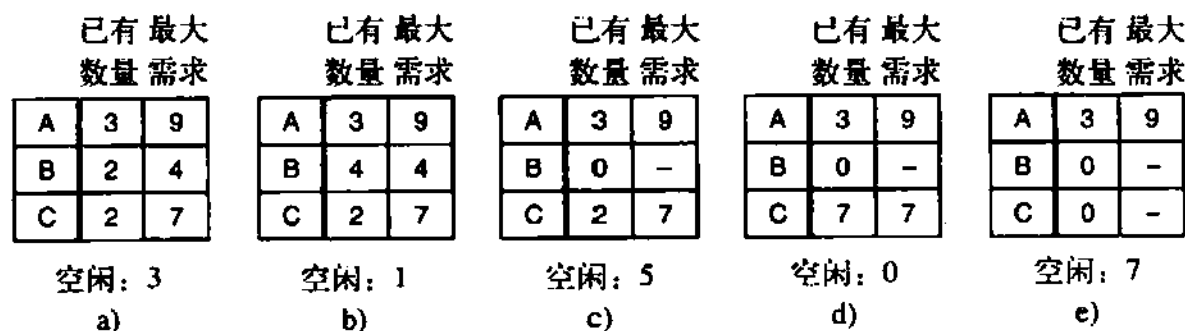 已有 最大 已有 最大 已有 最大 已有 最大 已有 最大
数量 需求 数量 需求 数量 需求 数量 需求 数量 需求
A 3 9 A 3 9 A 3 9 A 3 9 A 3 9
B 2 4 B 4 4 B 0 – B 0 – B 0 –
C 2 7 C 2 7 C 2 7 C 7 7 C 0 –
空闲：3 空闲：1 空闲：5 空闲：0 空闲：7
a) b) c) d) e)